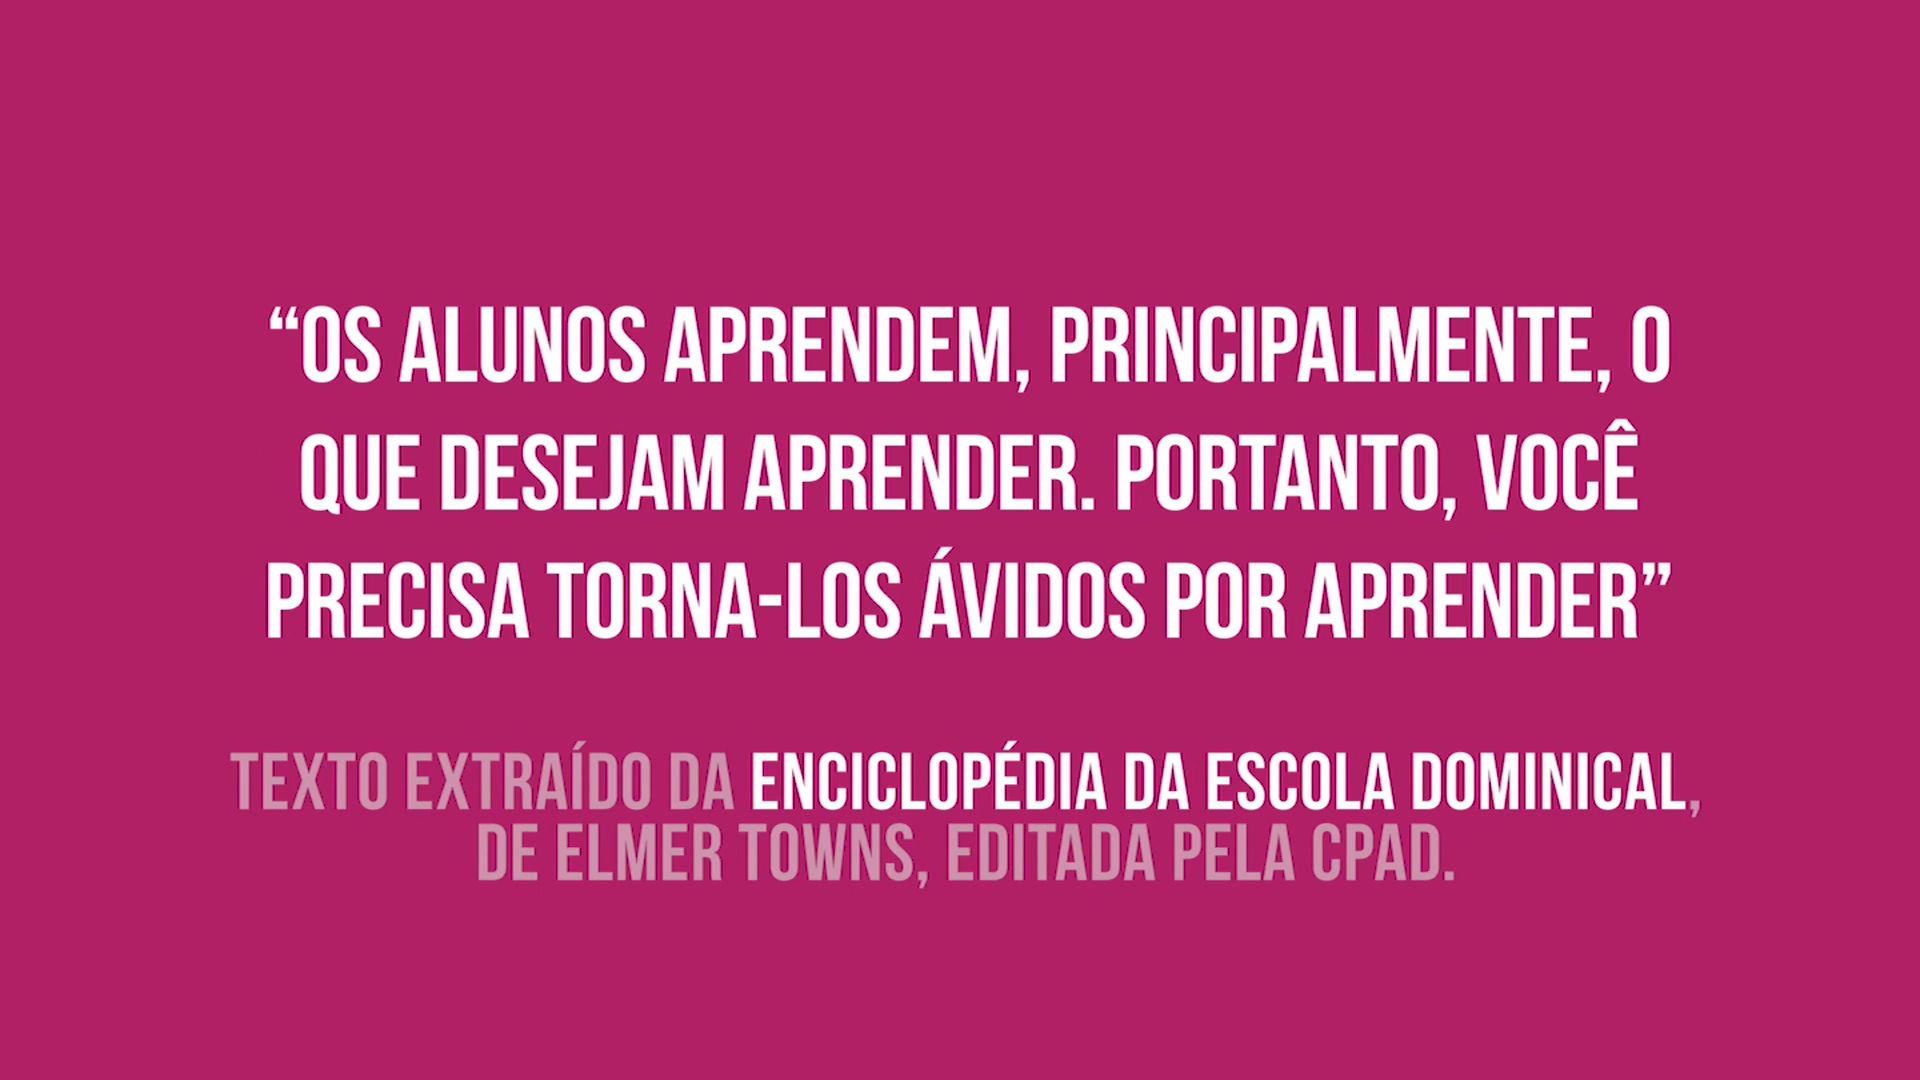 “OS ALUNOS APRENDEM, PRINCIPALMENTE, O
QUE DESEJAM APRENDER. PORTANTO, VOCÊ
PRECISA TORNA-LOS ÁVIDOS POR APRENDER”
TEXTO EXTRAÍDO DA ENCICLOPÉDIA DA ESCOLA DOMINICAL,
DE ELMER TOWNS, EDITADA PELA CPAD.